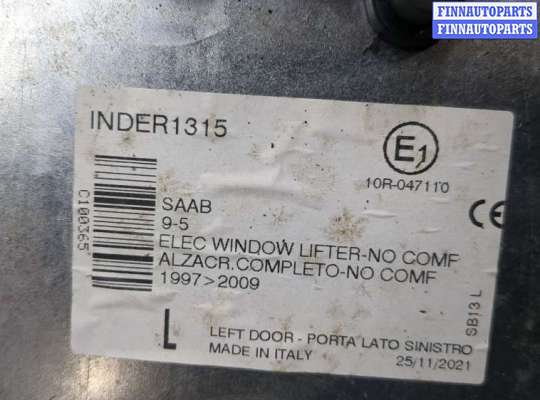 FINNAUTOPARTS
FINNAUTOPARTS
INDER1315
E1
10R-047110
CE
C100365
SAAB
9-5
ELEC WINDOW LIFTER-NO COMF
ALZACR.COMPLETO-NO COMF
1997>2009
SB13 L
L
LEFT DOOR - PORTA LATO SINISTRO
MADE IN ITALY
25/11/2021